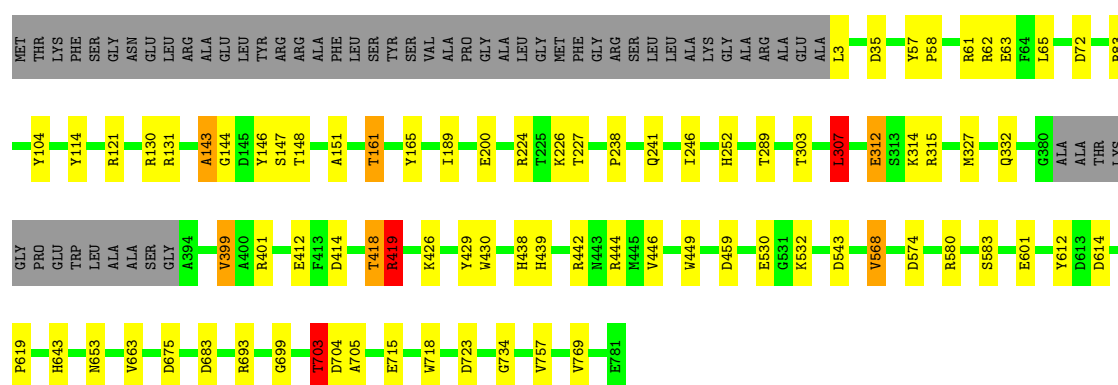 MET THR LYS PHE SER GLY ASN GLU LEU LEU ARG ALA GLU LEU TYR ARG ARG ALA PHE LEU SER TYR SER VAL ALA PRO GLY ALA LEU GLY MET PHE GLY ARG SER LEU LEU ALA LYS GLY ALA ARG ALA GLU ALA L3 D35 Y57 P58 R61 R62 E63 F64 L65 D72
Y104 Y114 R121 R130 R131 A143 G144 D145 Y146 S147 T148 A151 T161 Y165 I189 E200 R224 T225 K226 T227 P238 Q241 I246 H252 T289 T303 L307 E312 S313 K314 R315 M327 Q332 G380 ALA ALA THR LYS
GLY PRO GLU TRP LEU ALA ALA SER GLY A394 V399 A400 R401 E412 F413 D414 T418 R419 K426 Y429 W430 H438 H439 R442 N443 R444 M445 V446 W449 D459 E530 G531 K532 D543 V568 D574 R580 S583 E601 Y612 D613 D614
P619 H643 N653 V663 D675 D683 R693 G699 T703 D704 A705 E715 W718 D723 G734 V757 V769 E781